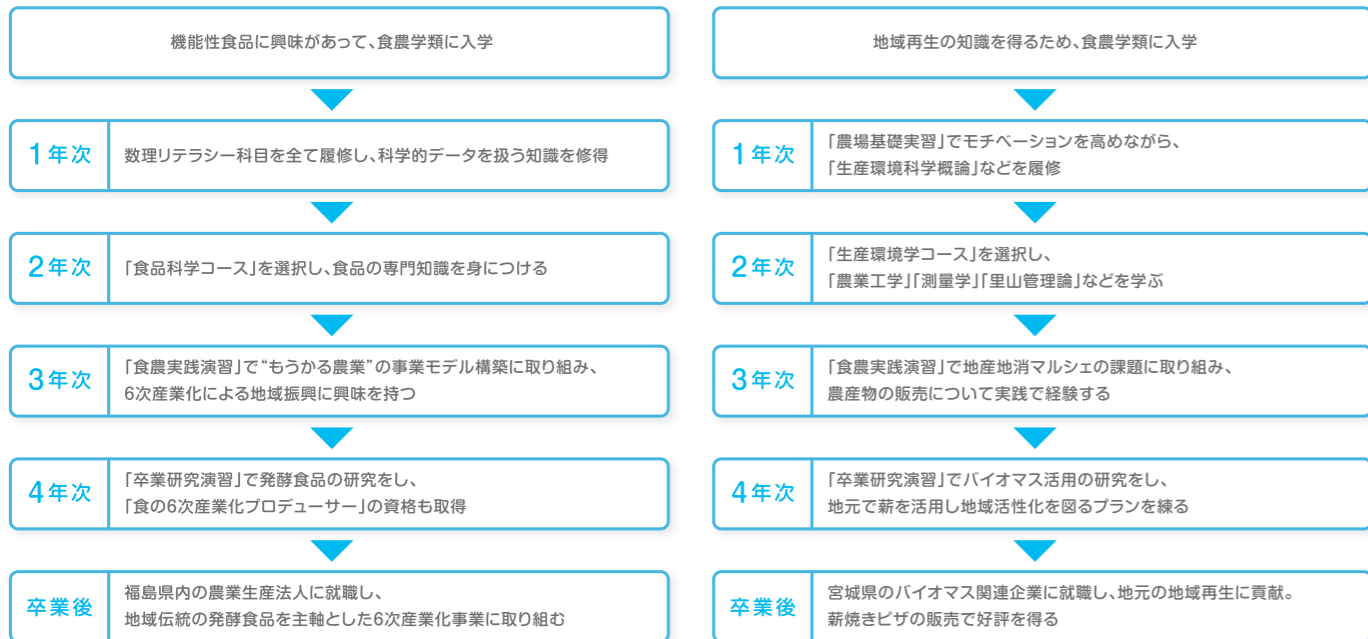 機能性食品に興味があって、食農学類に入学
1年次
数理リテラシー科目を全て履修し、科学的データを扱う知識を修得
2年次
「食品科学コース」を選択し、食品の専門知識を身につける
3年次
「食農実践演習」で“もうかる農業”の事業モデル構築に取り組み、
6次産業化による地域振興に興味を持つ
4年次
「卒業研究演習」で発酵食品の研究をし、
「食の6次産業化プロデューサー」の資格も取得
卒業後
福島県内の農業生産法人に就職し、
地域伝統の発酵食品を主軸とした6次産業化事業に取り組む
地域再生の知識を得るため、食農学類に入学
1年次
「農場基礎実習」でモチベーションを高めながら、
「生産環境科学概論」などを履修
2年次
「生産環境学コース」を選択し、
「農業工学」「測量学」「里山管理論」などを学ぶ
3年次
「食農実践演習」で地産地消マルシェの課題に取り組み、
農産物の販売について実践で経験する
4年次
「卒業研究演習」でバイオマス活用の研究をし、
地元で薪を活用し地域活性化を図るプランを練る
卒業後
宮城県のバイオマス関連企業に就職し、地元の地域再生に貢献。
薪焼きピザの販売で好評を得る